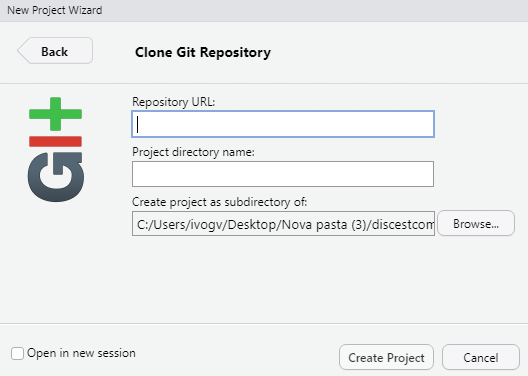 New Project Wizard
Back
Clone Git Repository
Repository URL:
Project directory name:
Create project as subdirectory of:
C:/Users/ivogv/Desktop/Nova pasta (3)/discestcom
Browse...
GIt
Open in new session
Create Project
Cancel